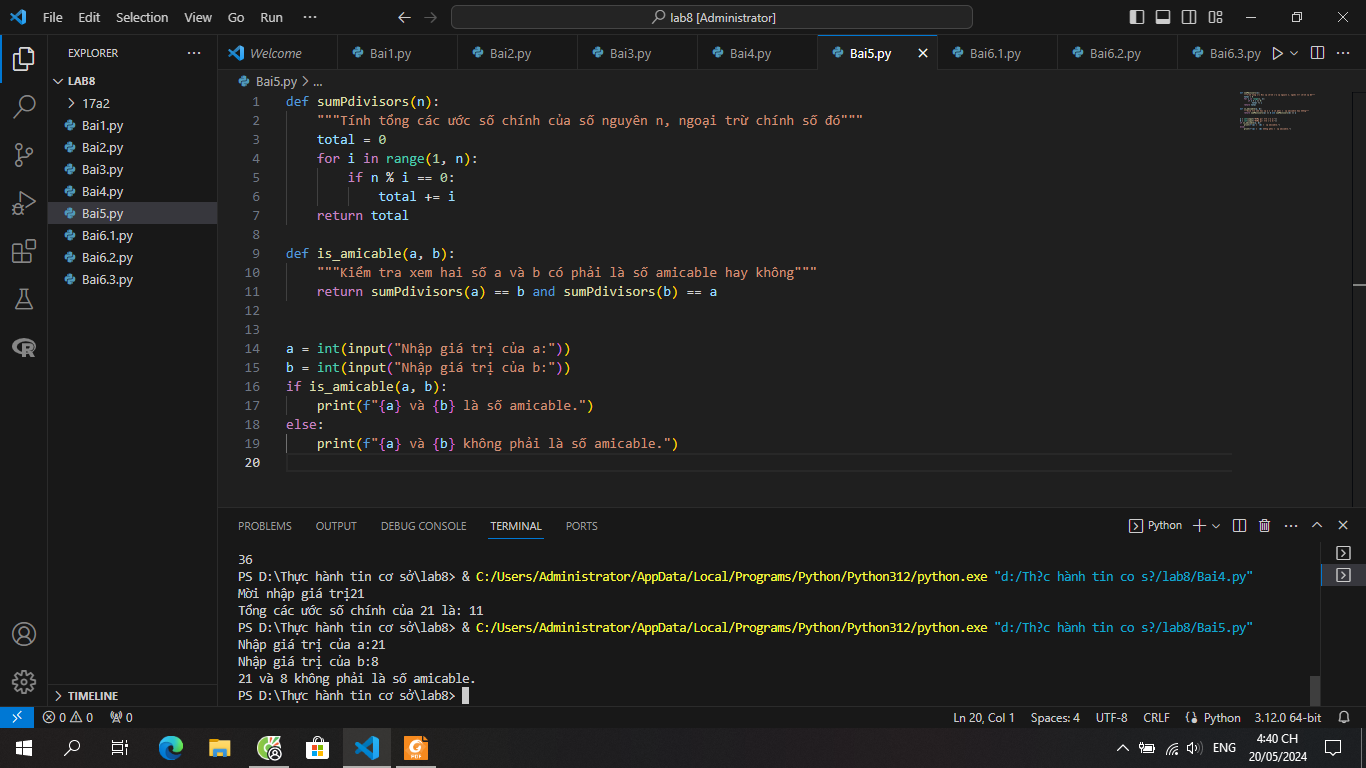 File Edit Selection View Go Run ··· lab8 [Administrator]
EXPLORER ···
Welcome Bai1.py Bai2.py Bai3.py Bai4.py Bai5.py Bai6.1.py Bai6.2.py Bai6.3.py
LAB8
17a2
Bai1.py
Bai2.py
Bai3.py
Bai4.py
Bai5.py
Bai6.1.py
Bai6.2.py
Bai6.3.py
TIMELINE
Bai5.py > ...
1 def sumPdivisors(n):
2 """Tính tổng các ước số chính của số nguyên n, ngoại trừ chính số đó"""
3 total = 0
4 for i in range(1, n):
5 if n % i == 0:
6 total += i
7 return total
8
9 def is_amicable(a, b):
10 """Kiểm tra xem hai số a và b có phải là số amicable hay không"""
11 return sumPdivisors(a) == b and sumPdivisors(b) == a
12
13
14 a = int(input("Nhập giá trị của a:"))
15 b = int(input("Nhập giá trị của b:"))
16 if is_amicable(a, b):
17 print(f"{a} và {b} là số amicable.")
18 else:
19 print(f"{a} và {b} không phải là số amicable.")
20
PROBLEMS OUTPUT DEBUG CONSOLE TERMINAL PORTS Python
36
PS D:\Thực hành tin cơ sở\lab8> & C:/Users/Administrator/AppData/Local/Programs/Python/Python312/python.exe "d:/Th?c hành tin co s?/lab8/Bai4.py"
Mời nhập giá trị21
Tổng các ước số chính của 21 là: 11
PS D:\Thực hành tin cơ sở\lab8> & C:/Users/Administrator/AppData/Local/Programs/Python/Python312/python.exe "d:/Th?c hành tin co s?/lab8/Bai5.py"
Nhập giá trị của a:21
Nhập giá trị của b:8
21 và 8 không phải là số amicable.
PS D:\Thực hành tin cơ sở\lab8>
0 0 0 Ln 20, Col 1 Spaces: 4 UTF-8 CRLF Python 3.12.0 64-bit
ENG 4:40 CH
20/05/2024